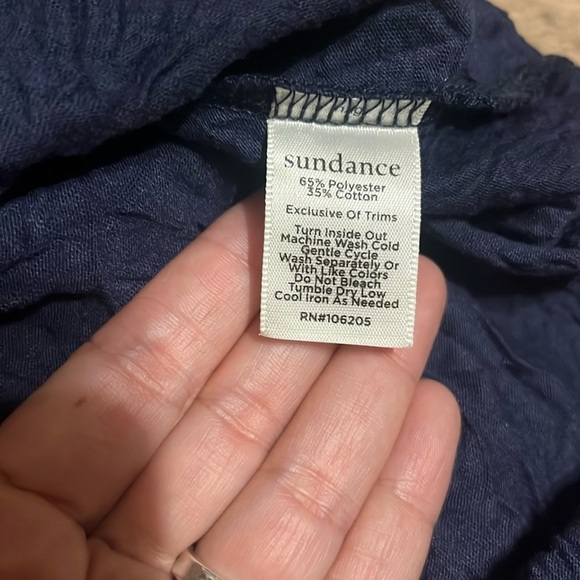 sundance
65% Polyester
35% Cotton
Exclusive Of Trims
Turn Inside Out
Machine Wash Cold
Gentle Cycle
Wash Separately Or
With Like Colors
Do Not Bleach
Tumble Dry Low
Cool Iron As Needed
RN#106205